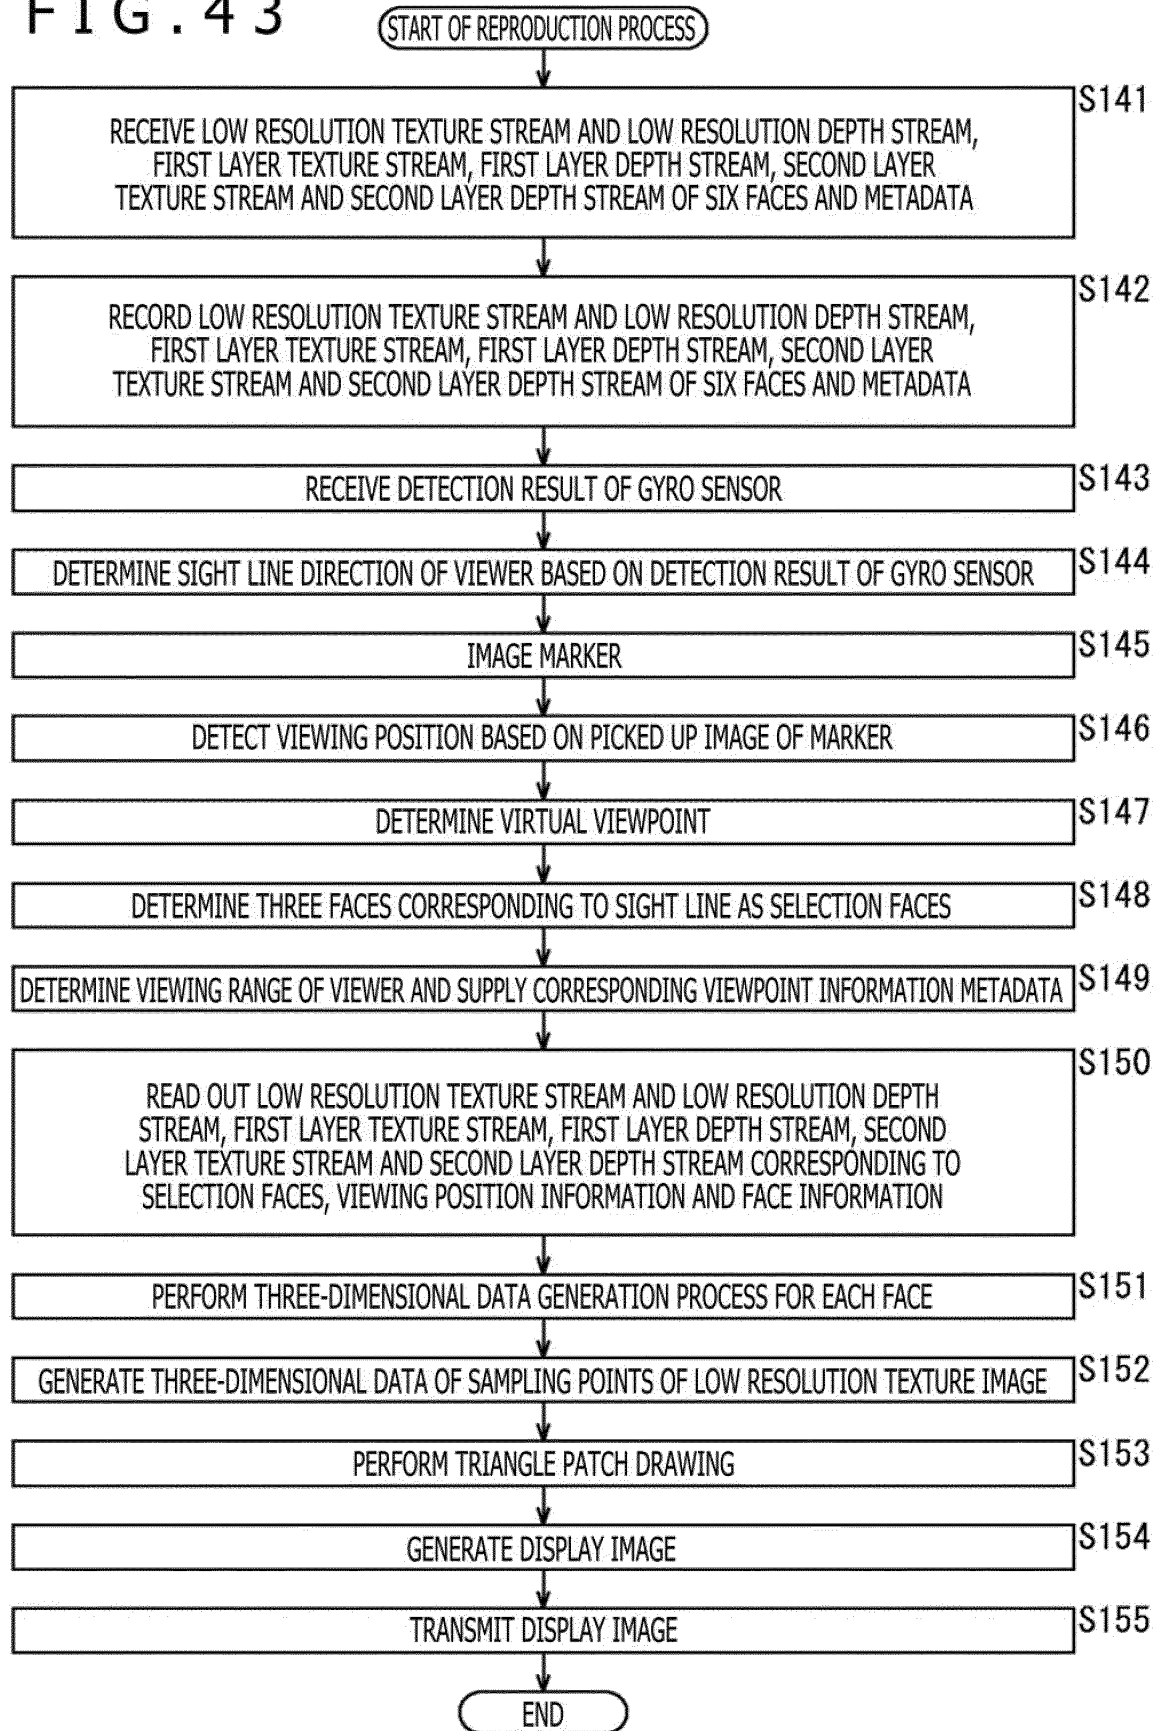 FIG.43
START OF REPRODUCTION PROCESS
S141
RECEIVE LOW RESOLUTION TEXTURE STREAM AND LOW RESOLUTION DEPTH STREAM,
FIRST LAYER TEXTURE STREAM, FIRST LAYER DEPTH STREAM, SECOND LAYER
TEXTURE STREAM AND SECOND LAYER DEPTH STREAM OF SIX FACES AND METADATA
S142
RECORD LOW RESOLUTION TEXTURE STREAM AND LOW RESOLUTION DEPTH STREAM,
FIRST LAYER TEXTURE STREAM, FIRST LAYER DEPTH STREAM, SECOND LAYER
TEXTURE STREAM AND SECOND LAYER DEPTH STREAM OF SIX FACES AND METADATA
S143
RECEIVE DETECTION RESULT OF GYRO SENSOR
S144
DETERMINE SIGHT LINE DIRECTION OF VIEWER BASED ON DETECTION RESULT OF GYRO SENSOR
S145
IMAGE MARKER
S146
DETECT VIEWING POSITION BASED ON PICKED UP IMAGE OF MARKER
S147
DETERMINE VIRTUAL VIEWPOINT
S148
DETERMINE THREE FACES CORRESPONDING TO SIGHT LINE AS SELECTION FACES
S149
DETERMINE VIEWING RANGE OF VIEWER AND SUPPLY CORRESPONDING VIEWPOINT INFORMATION METADATA
S150
READ OUT LOW RESOLUTION TEXTURE STREAM AND LOW RESOLUTION DEPTH
STREAM, FIRST LAYER TEXTURE STREAM, FIRST LAYER DEPTH STREAM, SECOND
LAYER TEXTURE STREAM AND SECOND LAYER DEPTH STREAM CORRESPONDING TO
SELECTION FACES, VIEWING POSITION INFORMATION AND FACE INFORMATION
S151
PERFORM THREE-DIMENSIONAL DATA GENERATION PROCESS FOR EACH FACE
S152
GENERATE THREE-DIMENSIONAL DATA OF SAMPLING POINTS OF LOW RESOLUTION TEXTURE IMAGE
S153
PERFORM TRIANGLE PATCH DRAWING
S154
GENERATE DISPLAY IMAGE
S155
TRANSMIT DISPLAY IMAGE
END